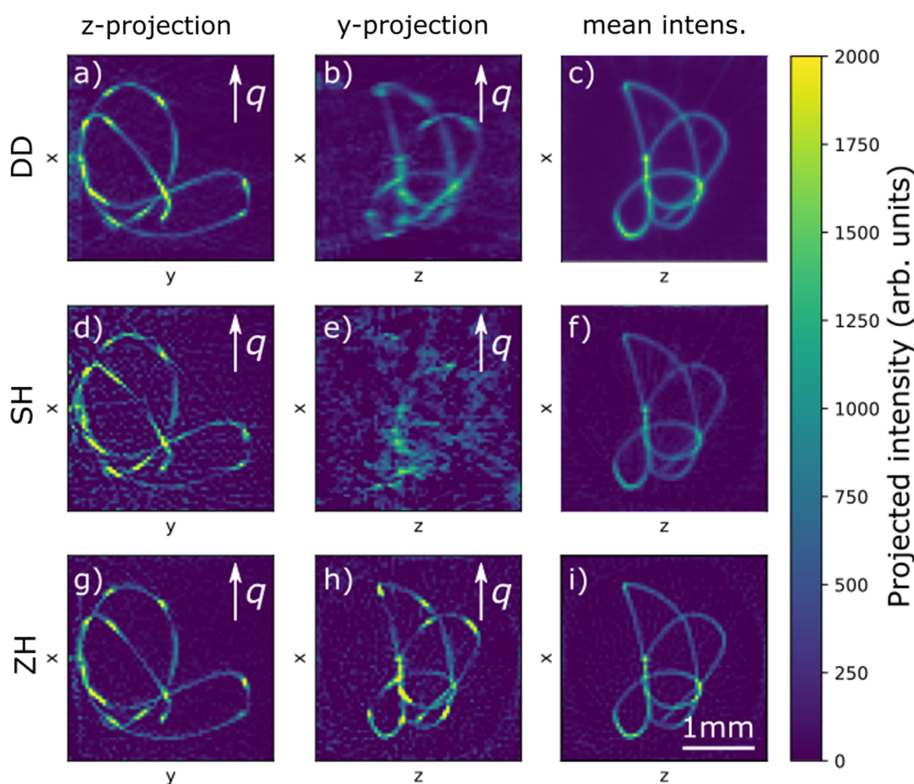 z-projection y-projection mean intens.
DD
a) q
x
y
b) q
x
z
c)
x
z
SH
d) q
x
y
e) q
x
z
f)
x
z
ZH
g) q
x
y
h) q
x
z
i)
1mm
x
z
2000
1750
1500
1250
1000
750
500
250
0
Projected intensity (arb. units)